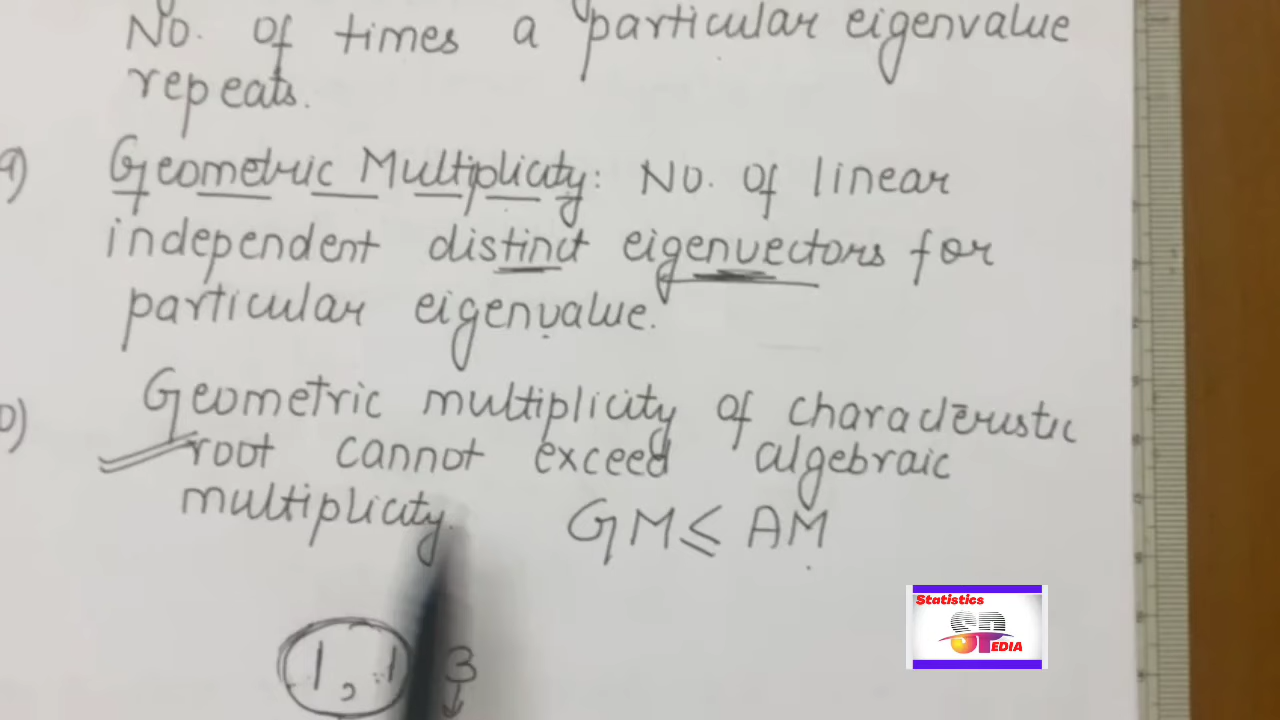 No. of times a particular eigenvalue
repeats.
9) Geometric Multiplicity: No. of linear
independent distinct eigenvectors for
particular eigenvalue.
Geometric multiplicity of characteristic
root cannot exceed algebraic
multiplicity. GM ≤ AM
1, 1 3
Statistics
EDIA